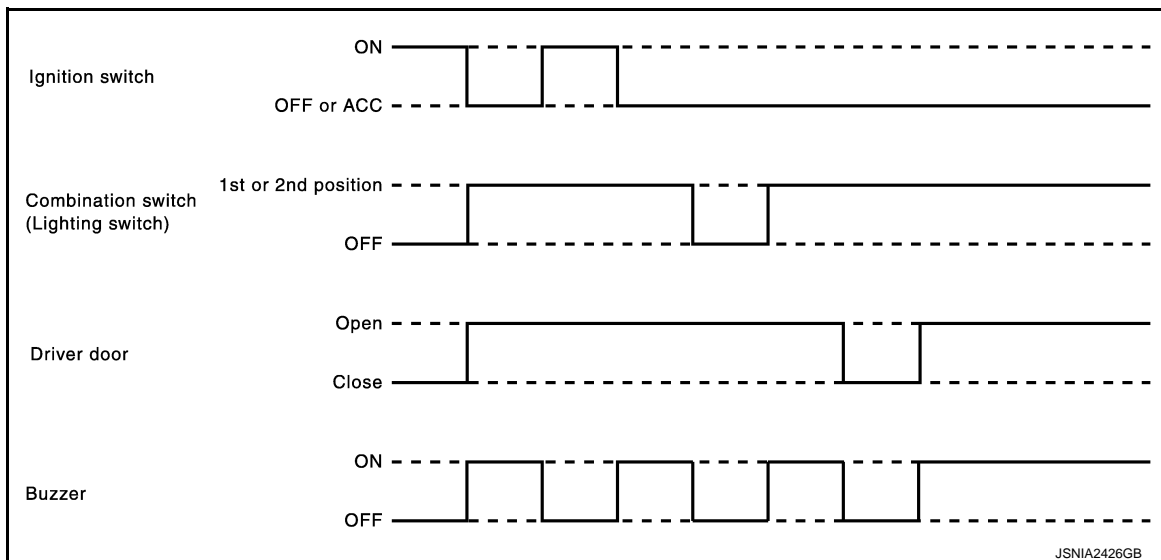 ON
Ignition switch
OFF or ACC
1st or 2nd position
Combination switch
(Lighting switch)
OFF
Open
Driver door
Close
ON
Buzzer
OFF
JSNIA2426GB